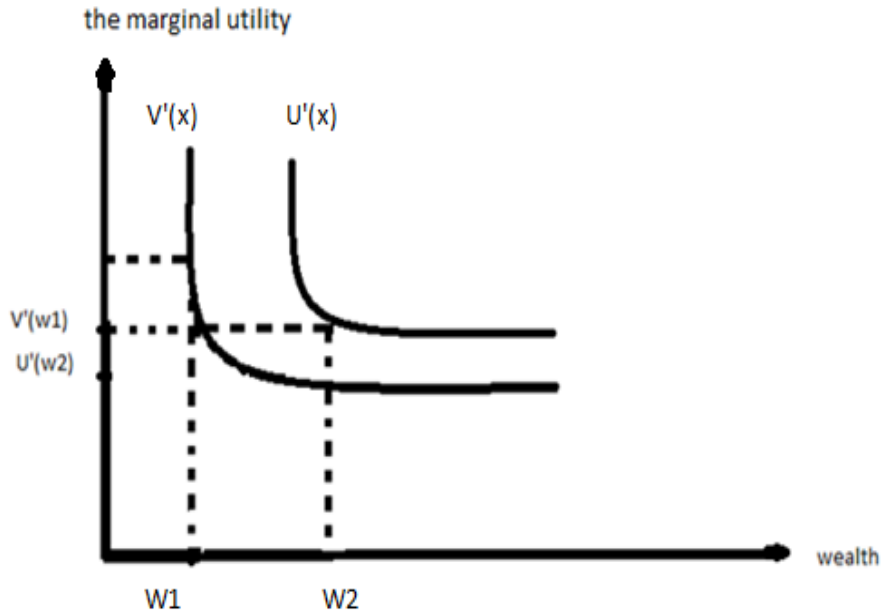 the marginal utility
V'(x)
U'(x)
V'(w1)
U'(w2)
wealth
W1
W2